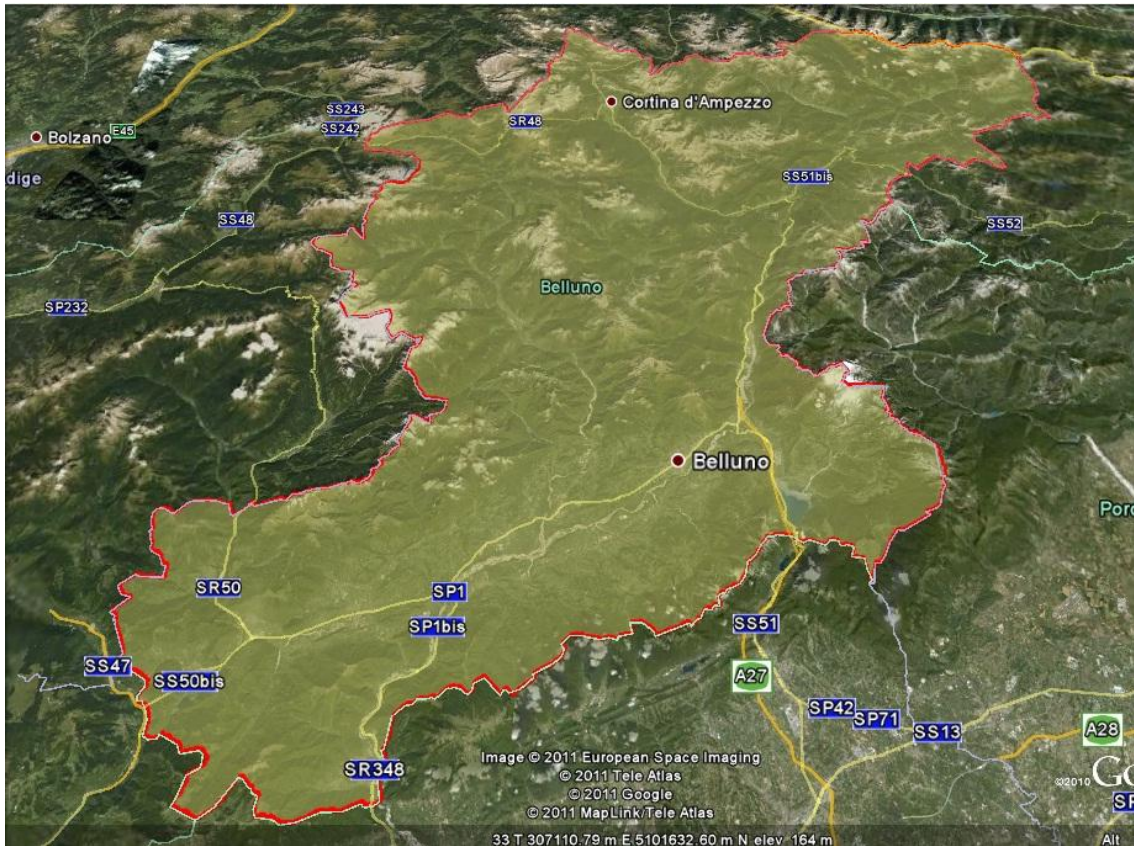 Cortina d'Ampezzo
SS243
SR48
E45
SS242
Bolzano
dige
SS51bis
SS48
SS52
Belluno
SP232
Belluno
SR50
SP1
SP1bis
SS51
SS47
SS50bis
A27
SP42
SP71
SS13
A28
SR348
Image © 2011 European Space Imaging
© 2011 Tele Atlas
© 2011 Google
© 2011 MapLink/Tele Atlas
©2010
33 T 307110.79 m E 5101632.60 m N elev 164 m
Alt